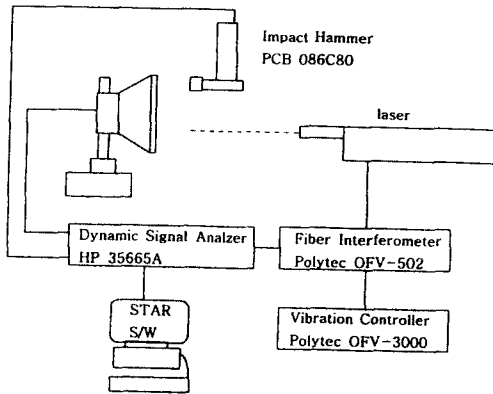 Impact Hammer
PCB 086C80
laser
Dynamic Signal Analzer
HP 35665A
Fiber Interferometer
Polytec OFV-502
STAR
S/W
Vibration Controller
Polytec OFV-3000